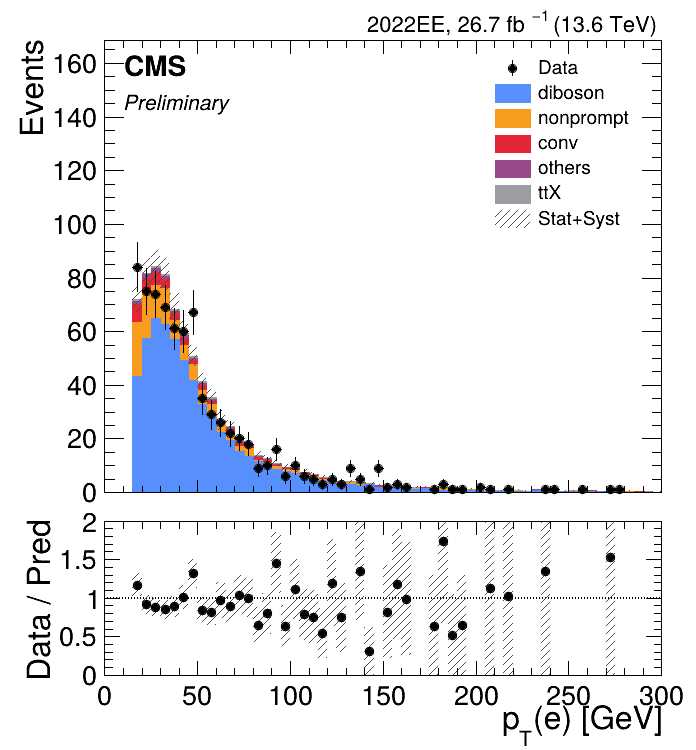 2022EE, 26.7 fb⁻¹ (13.6 TeV)
Events
160
140
120
100
80
60
40
20
0
CMS
Preliminary
Data
diboson
nonprompt
conv
others
ttX
Stat+Syst
Data / Pred
2
1.5
1
0.5
0
0 50 100 150 200 250 300
p_T(e) [GeV]